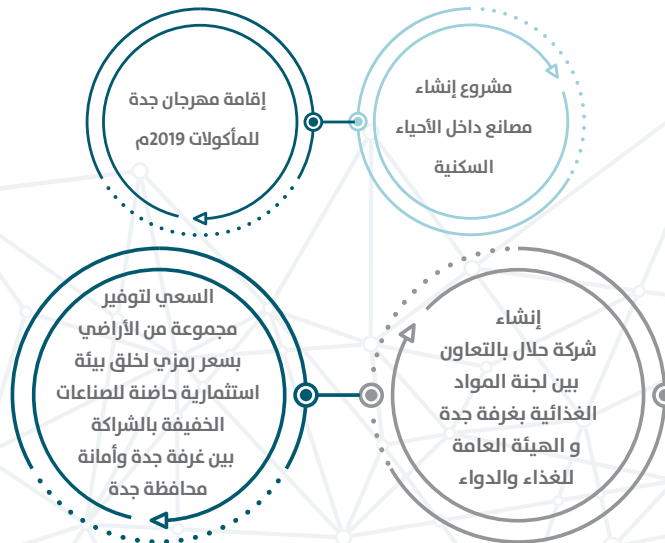 مشروع إنشاء
مصانع داخل الأحياء
السكنية
إقامة مهرجان جدة
للمأكولات 2019م
إنشاء
شركة حلال بالتعاون
بين لجنة المواد
الغذائية بغرفة جدة
و الهيئة العامة
للغذاء والدواء
السعي لتوفير
مجموعة من الأراضي
بسعر رمزي لخلق بيئة
استثمارية حاضنة للصناعات
الخفيفة بالشراكة
بين غرفة جدة وأمانة
محافظة جدة